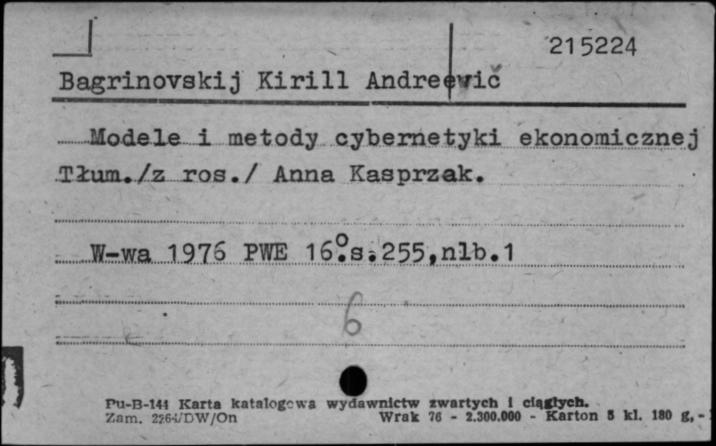 215224
Bagrinovskij Kirill Andreevič
Modele i metody cybernetyki ekonomicznej
Tłum./z ros./ Anna Kasprzak.
W-wa 1976 PWE 16°.s.255,nlb.1
6
Pu-B-144 Karta katalogowa wydawnictw zwartych i ciągłych.
Zam. 2264/DW/On Wrak 76 - 2.300.000 - Karton 5 kl. 180 g, -